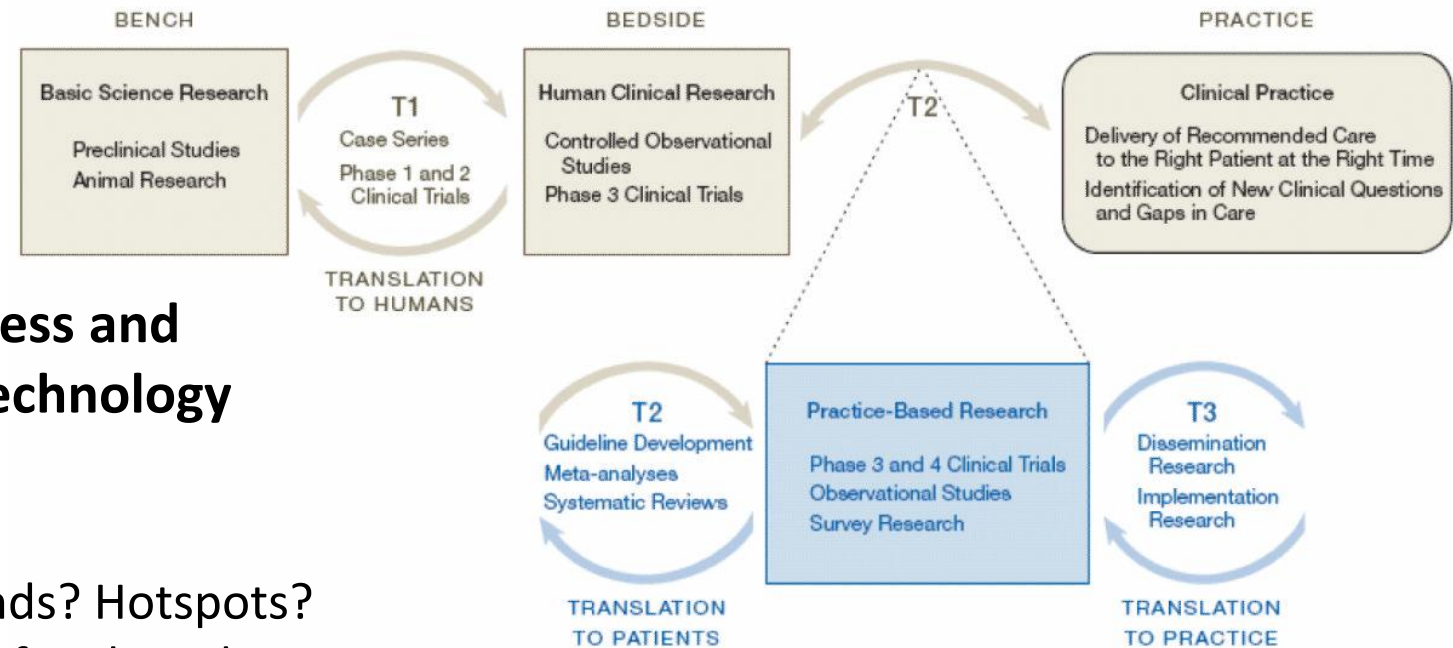 BENCH
BEDSIDE
PRACTICE
Basic Science Research
Preclinical Studies
Animal Research
T1
Case Series
Phase 1 and 2
Clinical Trials
TRANSLATION
TO HUMANS
Human Clinical Research
Controlled Observational
Studies
Phase 3 Clinical Trials
T2
Clinical Practice
Delivery of Recommended Care
to the Right Patient at the Right Time
Identification of New Clinical Questions
and Gaps in Care
ess and
echnology
nds? Hotspots?
T2
Guideline Development
Meta-analyses
Systematic Reviews
TRANSLATION
TO PATIENTS
Practice-Based Research
Phase 3 and 4 Clinical Trials
Observational Studies
Survey Research
T3
Dissemination
Research
Implementation
Research
TRANSLATION
TO PRACTICE